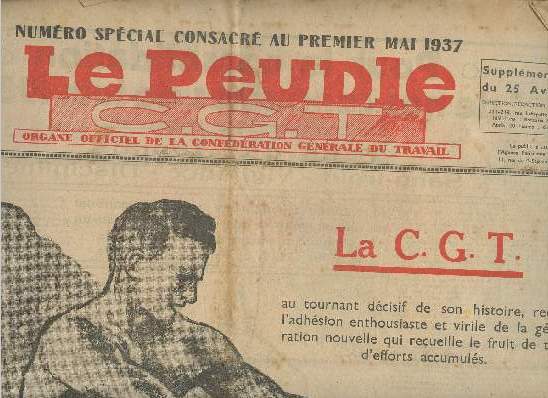 NUMÉRO SPÉCIAL CONSACRÉ AU PREMIER MAI 1937
Le PEUPle
C.G.T.
ORGANE OFFICIEL DE LA CONFÉDÉRATION GÉNÉRALE DU TRAVAIL
Supplémen
du 25 Av
La C. G. T.
au tournant décisif de son histoire, re
l'adhésion enthousiaste et virile de la gé
ration nouvelle qui recueille le fruit de t
d'efforts accumulés.